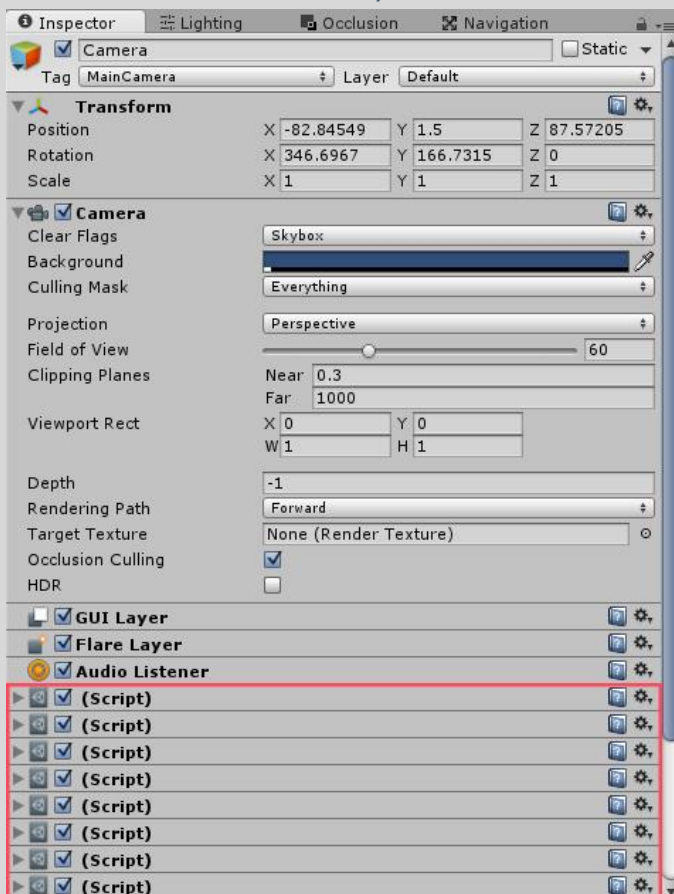 Inspector Lighting Occlusion Navigation
Camera Static
Tag MainCamera Layer Default
Transform
Position X -82.84549 Y 1.5 Z 87.57205
Rotation X 346.6967 Y 166.7315 Z 0
Scale X 1 Y 1 Z 1
Camera
Clear Flags Skybox
Background
Culling Mask Everything
Projection Perspective
Field of View 60
Clipping Planes Near 0.3
Far 1000
Viewport Rect X 0 Y 0
W 1 H 1
Depth -1
Rendering Path Forward
Target Texture None (Render Texture)
Occlusion Culling
HDR
GUI Layer
Flare Layer
Audio Listener
(Script)
(Script)
(Script)
(Script)
(Script)
(Script)
(Script)
(Script)